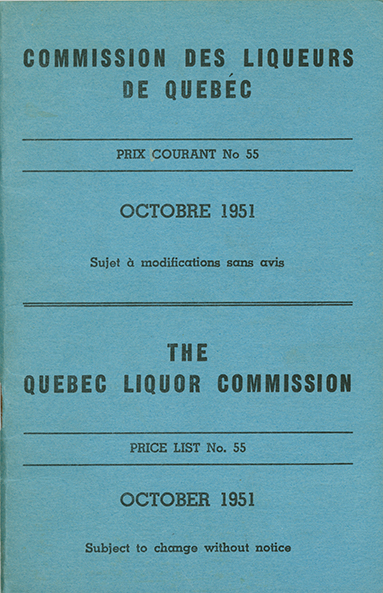 COMMISSION DES LIQUEURS
DE QUEBÉC
PRIX COURANT No 55
OCTOBRE 1951
Sujet à modifications sans avis
THE
QUEBEC LIQUOR COMMISSION
PRICE LIST No. 55
OCTOBER 1951
Subject to change without notice